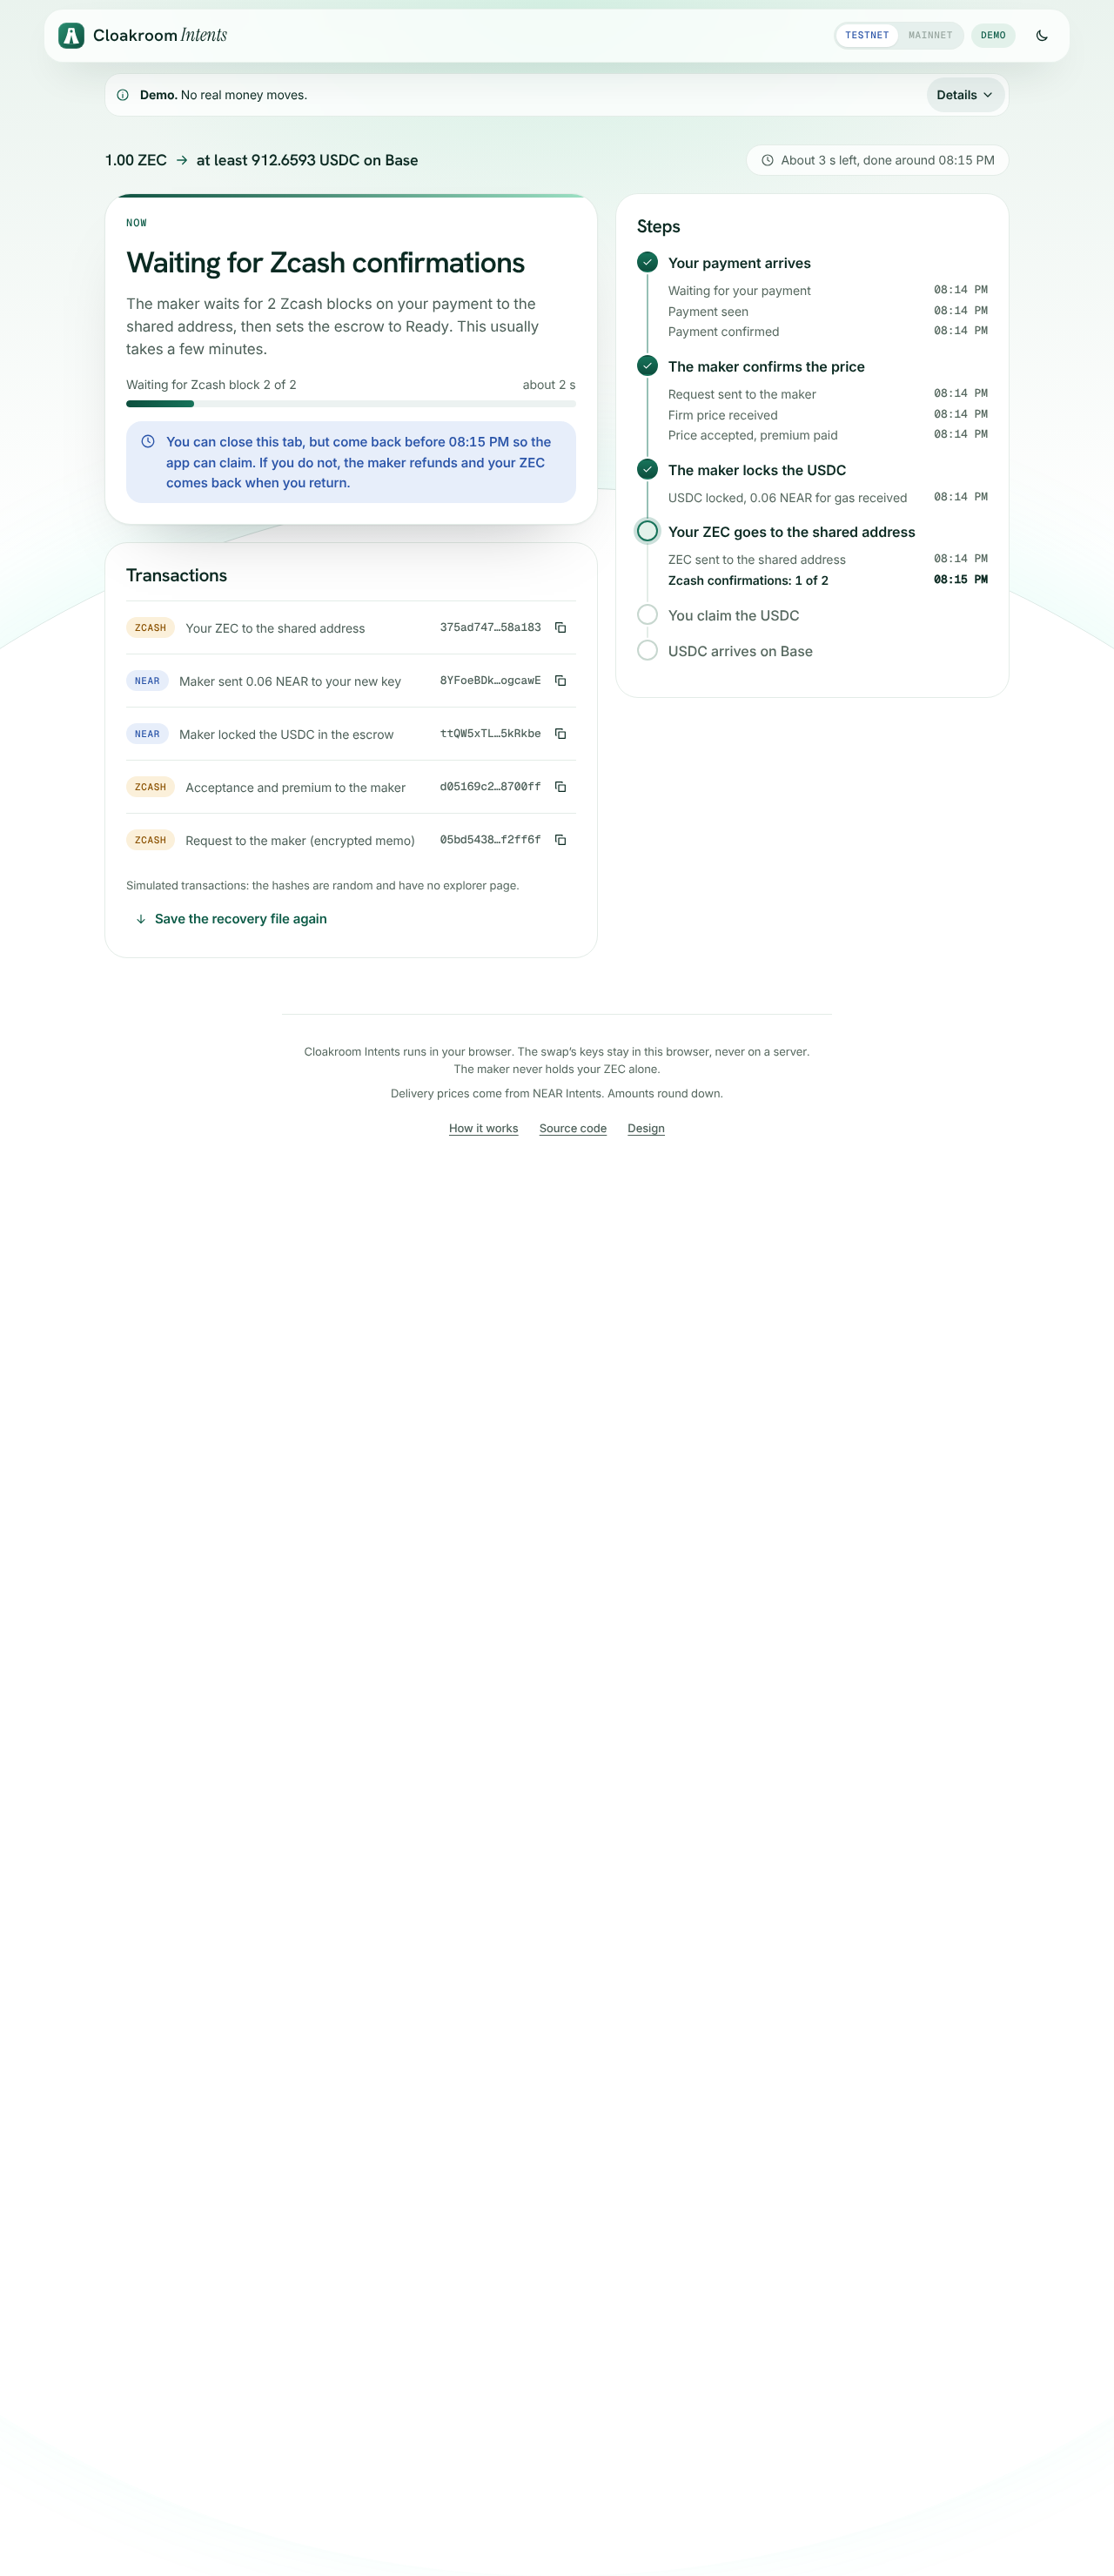 Cloakroom Intents
TESTNET MAINNET DEMO
Demo. No real money moves.
Details
1.00 ZEC → at least 912.6593 USDC on Base
About 3 s left, done around 08:15 PM
NOW
Waiting for Zcash confirmations
The maker waits for 2 Zcash blocks on your payment to the
shared address, then sets the escrow to Ready. This usually
takes a few minutes.
Waiting for Zcash block 2 of 2 about 2 s
You can close this tab, but come back before 08:15 PM so the
app can claim. If you do not, the maker refunds and your ZEC
comes back when you return.
Transactions
ZCASH Your ZEC to the shared address 375ad747…58a183
NEAR Maker sent 0.06 NEAR to your new key 8YFoeBDk…ogcawE
NEAR Maker locked the USDC in the escrow ttQW5xTL…5kRkbe
ZCASH Acceptance and premium to the maker d05169c2…8700ff
ZCASH Request to the maker (encrypted memo) 05bd5438…f2ff6f
Simulated transactions: the hashes are random and have no explorer page.
↓ Save the recovery file again
Steps
Your payment arrives
Waiting for your payment 08:14 PM
Payment seen 08:14 PM
Payment confirmed 08:14 PM
The maker confirms the price
Request sent to the maker 08:14 PM
Firm price received 08:14 PM
Price accepted, premium paid 08:14 PM
The maker locks the USDC
USDC locked, 0.06 NEAR for gas received 08:14 PM
Your ZEC goes to the shared address
ZEC sent to the shared address 08:14 PM
Zcash confirmations: 1 of 2 08:15 PM
You claim the USDC
USDC arrives on Base
Cloakroom Intents runs in your browser. The swap’s keys stay in this browser, never on a server.
The maker never holds your ZEC alone.
Delivery prices come from NEAR Intents. Amounts round down.
How it works Source code Design